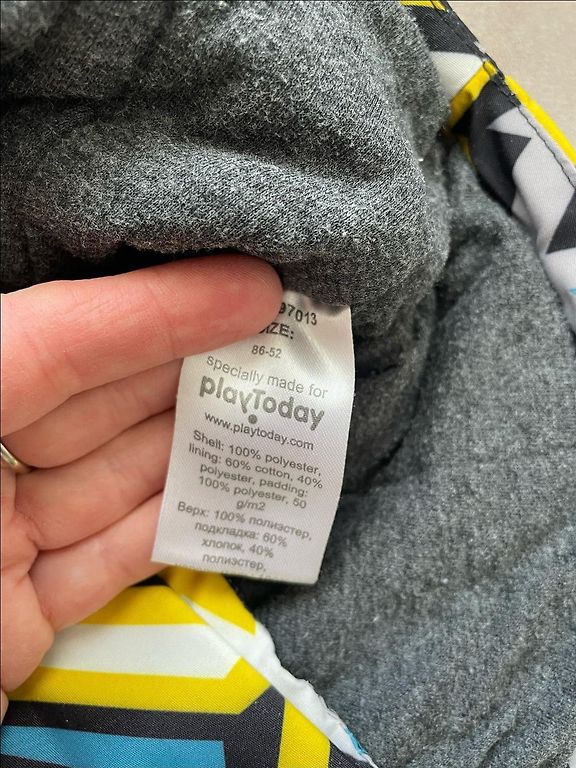 97013
SIZE:
86-52
specially made for
playToday
www.playtoday.com
Shell: 100% polyester,
lining: 60% cotton, 40%
polyester, padding:
100% polyester, 50
g/m2
Верх: 100% полиэстер,
подкладка: 60%
хлопок, 40%
полиэстер,